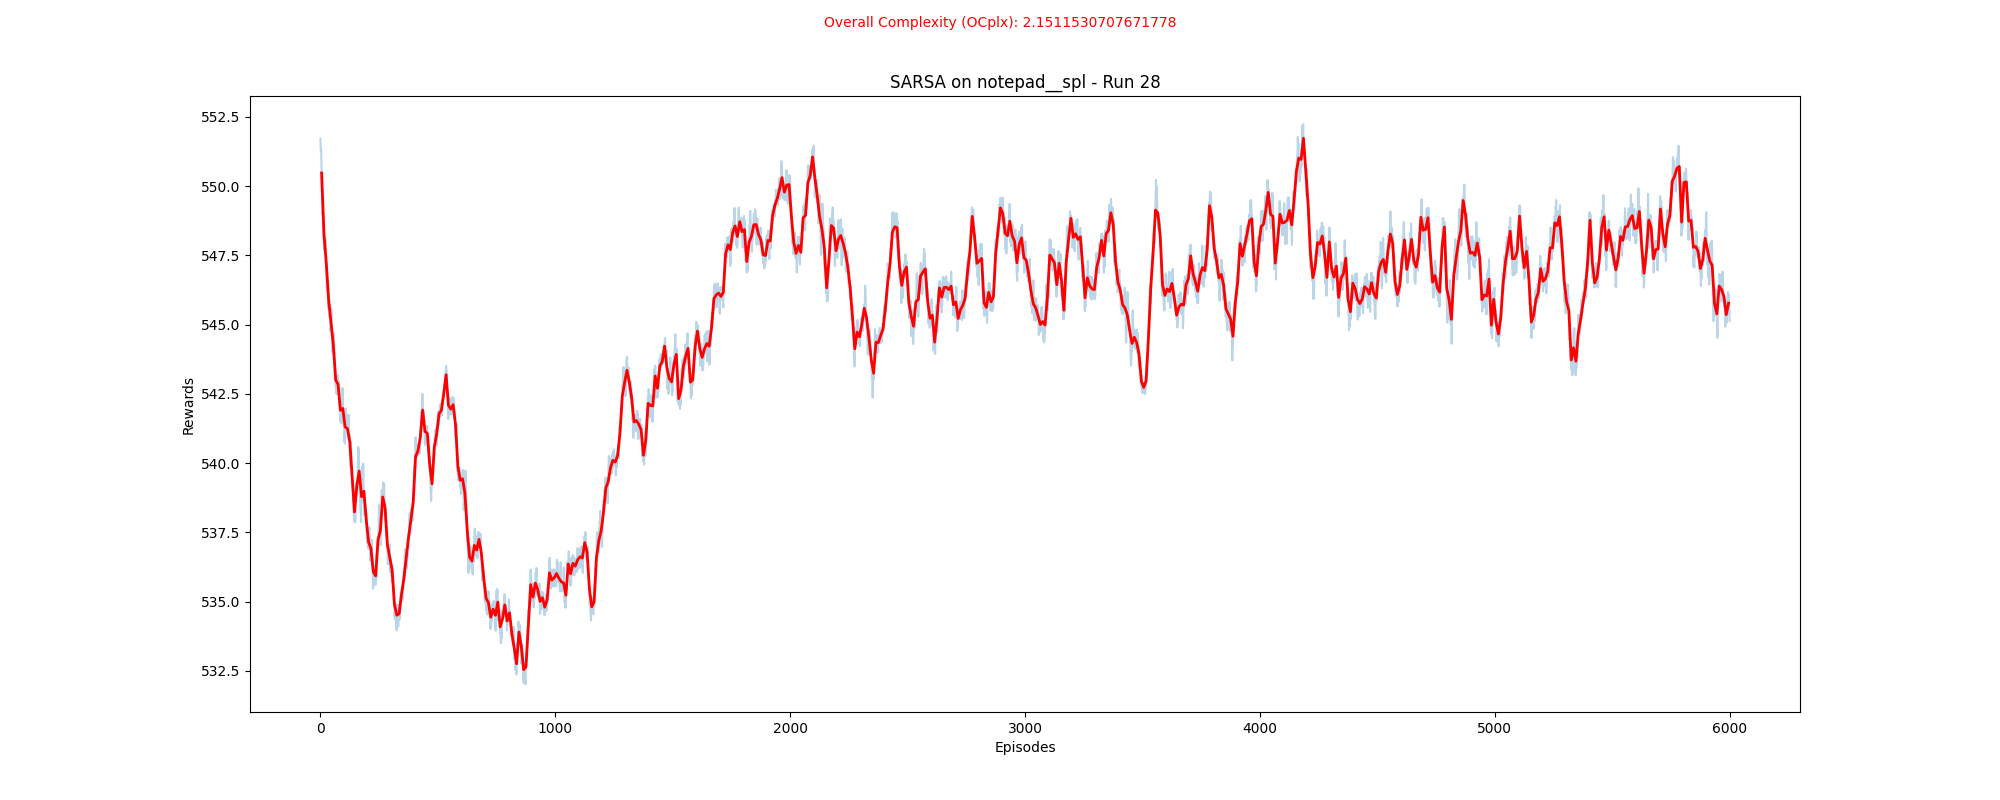 Overall Complexity (OCplx): 2.1511530707671778
SARSA on notepad__spl - Run 28
552.5
550.0
547.5
545.0
542.5
540.0
537.5
535.0
532.5
Rewards
0 1000 2000 3000 4000 5000 6000
Episodes